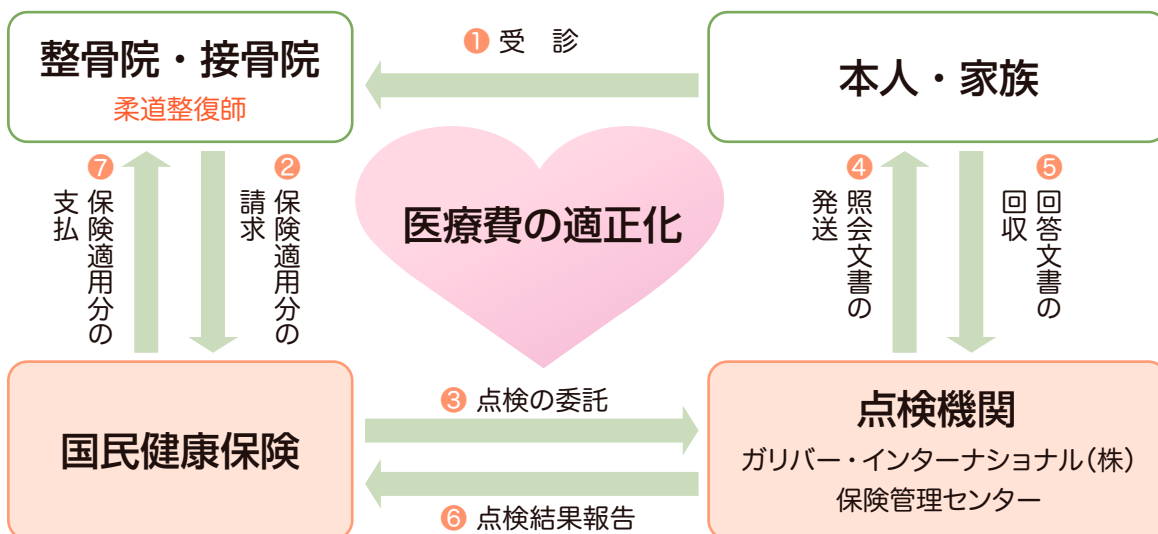 整骨院・接骨院
柔道整復師
❶ 受　診
本人・家族
❼
保険適用分の
支払
❷
保険適用分の
請求
医療費の適正化
❹
照会文書の
発送
❺
回答文書の
回収
国民健康保険
❸ 点検の委託
❻ 点検結果報告
点検機関
ガリバー・インターナショナル(株)
保険管理センター